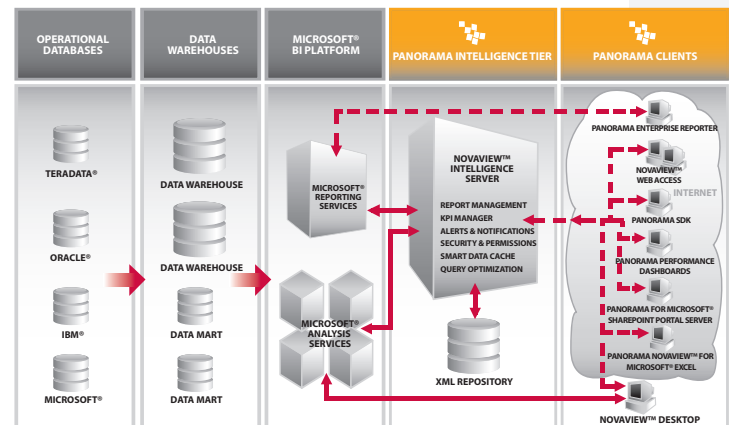 OPERATIONAL
DATABASES
DATA
WAREHOUSES
MICROSOFT®
BI PLATFORM
PANORAMA INTELLIGENCE TIER
PANORAMA CLIENTS
TERADATA®
ORACLE®
IBM®
MICROSOFT®
DATA WAREHOUSE
DATA WAREHOUSE
DATA MART
DATA MART
MICROSOFT®
REPORTING
SERVICES
MICROSOFT®
ANALYSIS
SERVICES
NOVAVIEW™
INTELLIGENCE
SERVER
REPORT MANAGEMENT
KPI MANAGER
ALERTS & NOTIFICATIONS
SECURITY & PERMISSIONS
SMART DATA CACHE
QUERY OPTIMIZATION
XML REPOSITORY
PANORAMA ENTERPRISE REPORTER
NOVAVIEW™
WEB ACCESS
INTERNET
PANORAMA SDK
PANORAMA PERFORMANCE
DASHBOARDS
PANORAMA FOR MICROSOFT®
SHAREPOINT PORTAL SERVER
PANORAMA NOVAVIEW™ FOR
MICROSOFT® EXCEL
NOVAVIEW™ DESKTOP